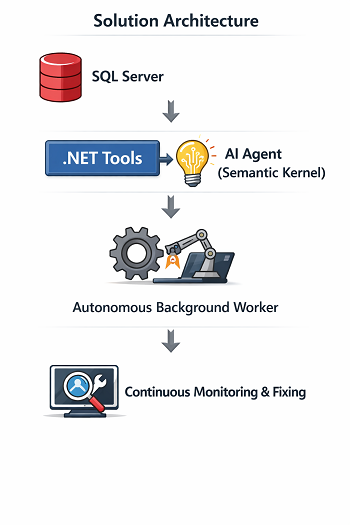 Solution Architecture
SQL Server
.NET Tools
AI Agent
(Semantic Kernel)
Autonomous Background Worker
Continuous Monitoring & Fixing